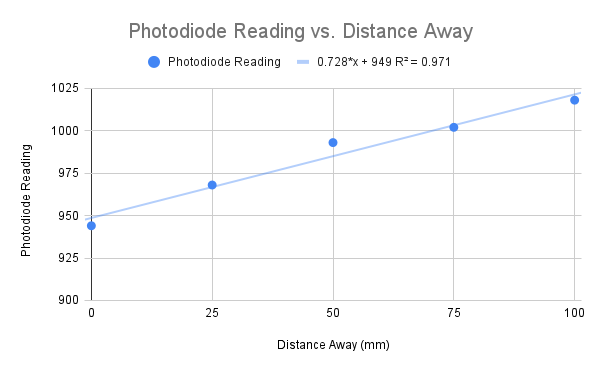 Photodiode Reading vs. Distance Away
Photodiode Reading 0.728*x + 949 R² = 0.971
Photodiode Reading
1025
1000
975
950
925
900
0 25 50 75 100
Distance Away (mm)